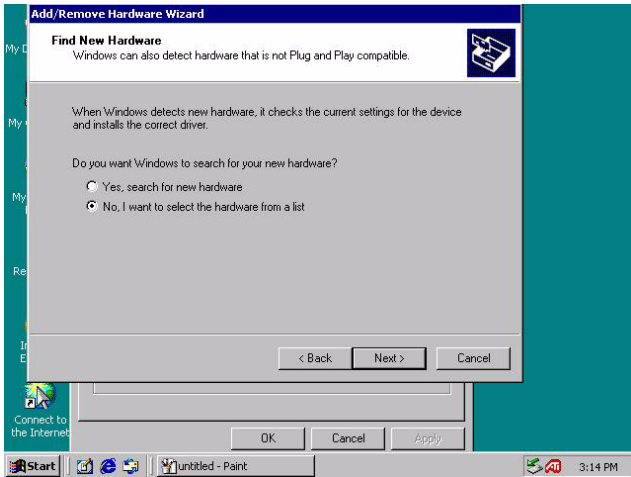 Add/Remove Hardware Wizard
Find New Hardware
Windows can also detect hardware that is not Plug and Play compatible.
When Windows detects new hardware, it checks the current settings for the device
and installs the correct driver.
Do you want Windows to search for your new hardware?
Yes, search for new hardware
No, I want to select the hardware from a list
< Back
Next >
Cancel
My
My
My
Connect to
the Internet
OK
Cancel
Apply
Start
untitled - Paint
3:14 PM